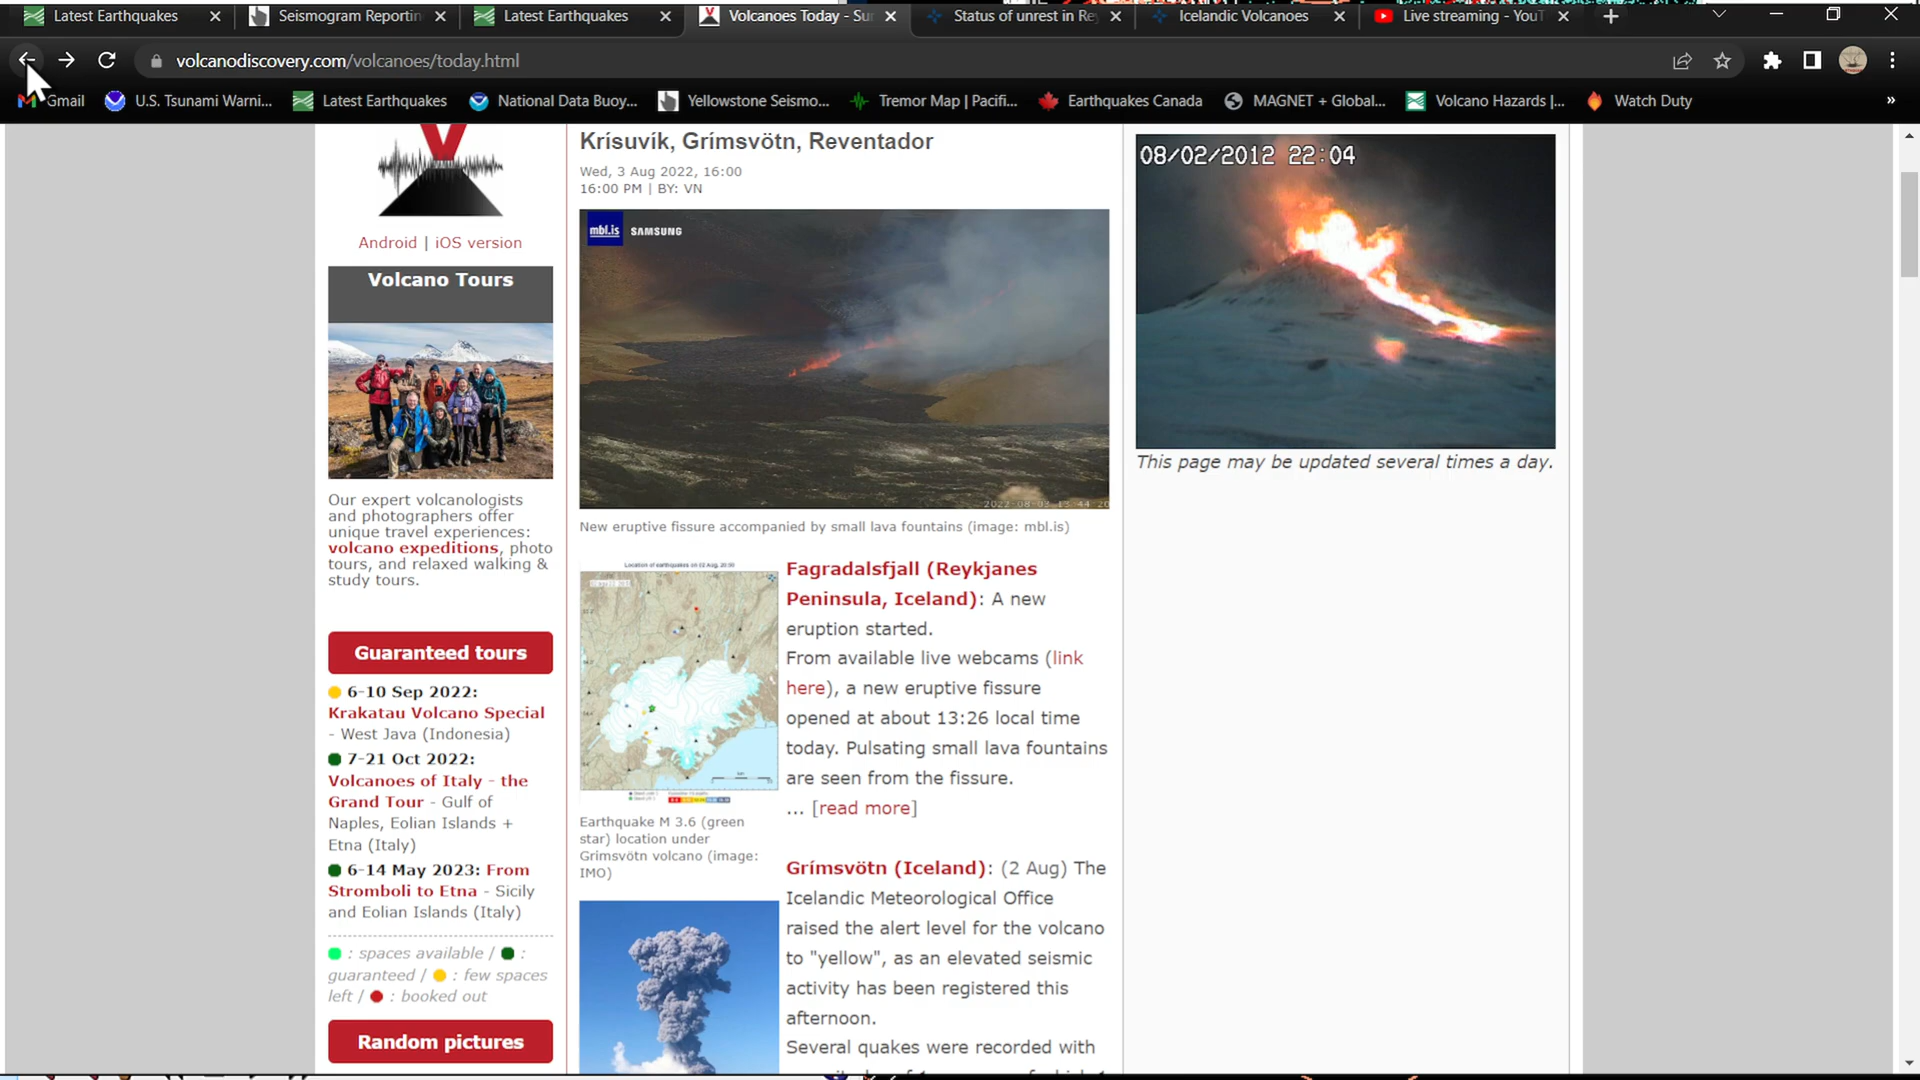 Latest Earthquakes
Seismogram Reportin
Latest Earthquakes
Volcanoes Today - Su
Status of unrest in Re
Icelandic Volcanoes
Live streaming - YouT
volcanodiscovery.com/volcanoes/today.html
Gmail
U.S. Tsunami Warni...
Latest Earthquakes
National Data Buoy...
Yellowstone Seismo...
Tremor Map | Pacifi...
Earthquakes Canada
MAGNET + Global...
Volcano Hazards |...
Watch Duty
»
Android | iOS version
Volcano Tours
Our expert volcanologists
and photographers offer
unique travel experiences:
volcano expeditions, photo
tours, and relaxed walking &
study tours.
Guaranteed tours
6-10 Sep 2022:
Krakatau Volcano Special
- West Java (Indonesia)
7-21 Oct 2022:
Volcanoes of Italy - the
Grand Tour - Gulf of
Naples, Eolian Islands +
Etna (Italy)
6-14 May 2023: From
Stromboli to Etna - Sicily
and Eolian Islands (Italy)
: spaces available / :
guaranteed / : few spaces
left / : booked out
Random pictures
Krísuvík, Grímsvötn, Reventador
Wed, 3 Aug 2022, 16:00
16:00 PM | BY: VN
mbl.is SAMSUNG
New eruptive fissure accompanied by small lava fountains (image: mbl.is)
Location of earthquakes on 02 Aug, 20:00
Earthquake M 3.6 (green
star) location under
Grimsvötn volcano (image:
IMO)
Fagradalsfjall (Reykjanes
Peninsula, Iceland): A new
eruption started.
From available live webcams (link
here), a new eruptive fissure
opened at about 13:26 local time
today. Pulsating small lava fountains
are seen from the fissure.
... [read more]
Grímsvötn (Iceland): (2 Aug) The
Icelandic Meteorological Office
raised the alert level for the volcano
to "yellow", as an elevated seismic
activity has been registered this
afternoon.
Several quakes were recorded with
08/02/2012 22:04
This page may be updated several times a day.